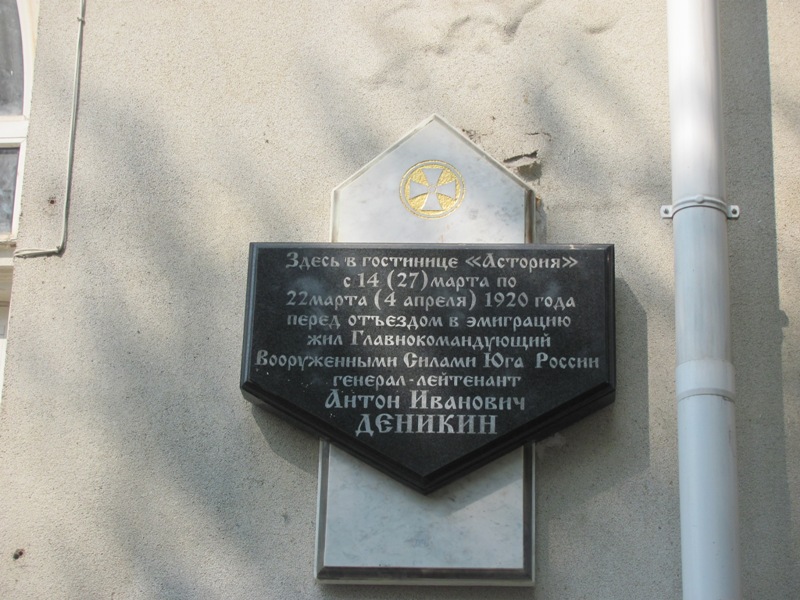 Здесь в гостинице «Астория»
с 14 (27) марта по
22марта (4 апреля) 1920 года
перед отъездом в эмиграцию
жил Главнокомандующий
Вооруженными Силами Юга России
генерал-лейтенант
Антон Иванович
ДЕНИКИН